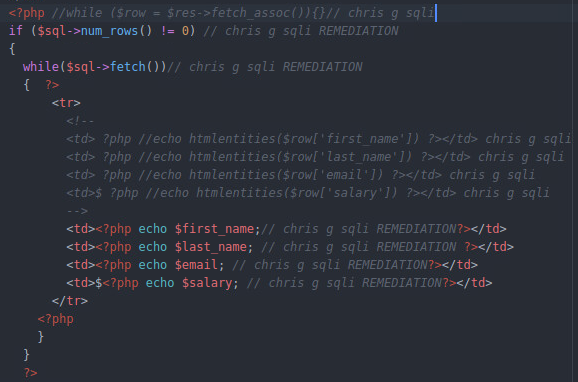 <?php //while ($row = $res->fetch_assoc()){}// chris g sqli
if ($sql->num_rows() != 0) // chris g sqli REMEDIATION
{
while($sql->fetch())// chris g sqli REMEDIATION
{ ?>
<tr>
<!--
<td> ?php //echo htmlentities($row['first_name']) ?></td> chris g sqli
<td> ?php //echo htmlentities($row['last_name']) ?></td> chris g sqli
<td> ?php //echo htmlentities($row['email']) ?></td> chris g sqli
<td>$ ?php //echo htmlentities($row['salary']) ?></td> chris g sqli
-->
<td><?php echo $first_name;// chris g sqli REMEDIATION?></td>
<td><?php echo $last_name; // chris g sqli REMEDIATION ?></td>
<td><?php echo $email; // chris g sqli REMEDIATION?></td>
<td>$<?php echo $salary; // chris g sqli REMEDIATION?></td>
</tr>
<?php
}
}
?>